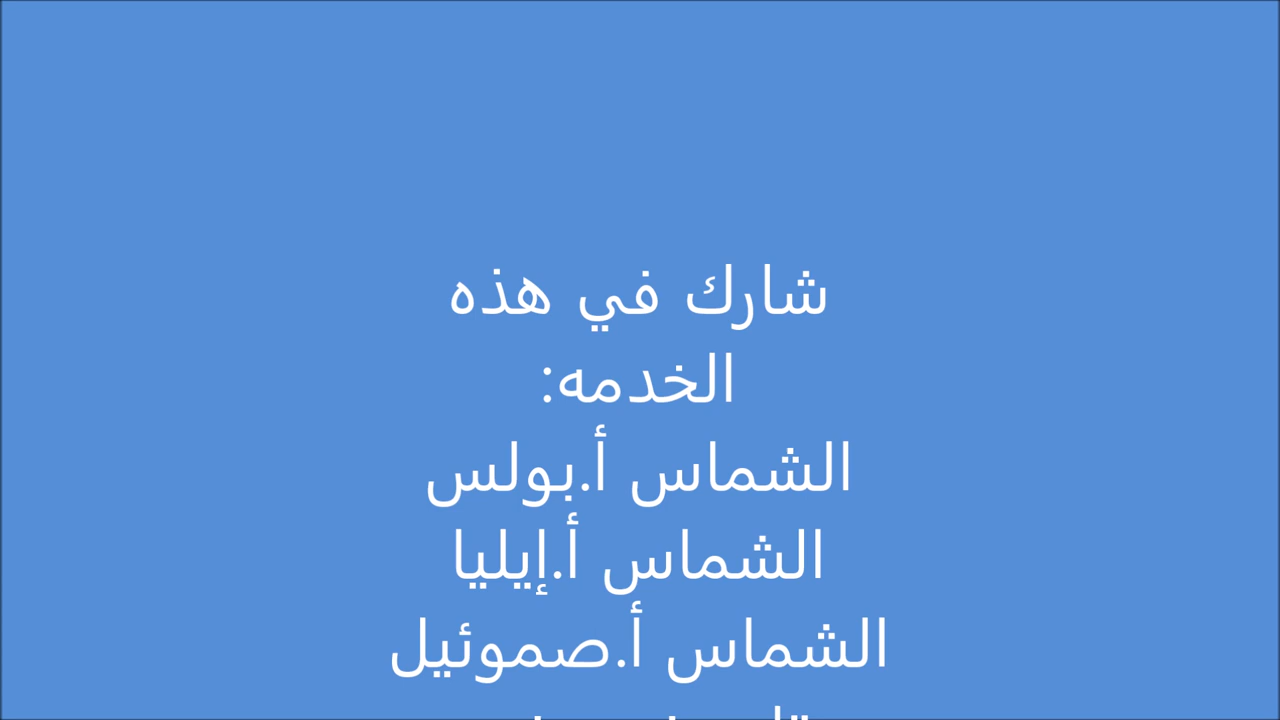 شارك في هذه
الخدمه:
الشماس أ.بولس
الشماس أ.إيليا
الشماس أ.صموئيل